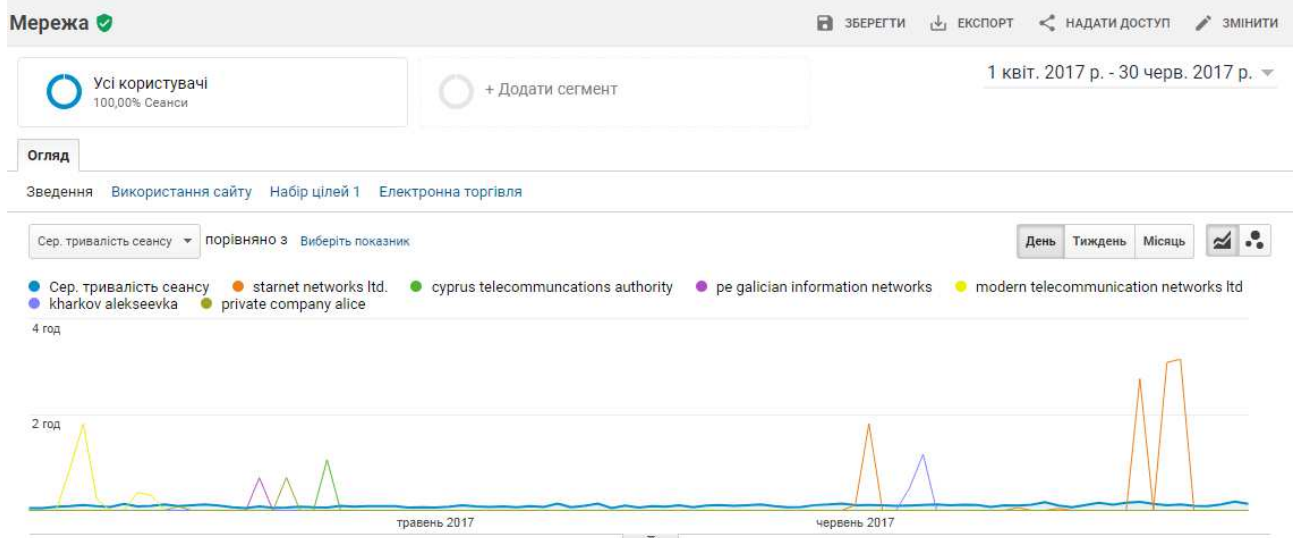 Мережа
ЗБЕРЕГТИ ЕКСПОРТ НАДАТИ ДОСТУП ЗМІНИТИ
Усі користувачі
100,00% Сеанси
+ Додати сегмент
1 квіт. 2017 р. - 30 черв. 2017 р.
Огляд
Зведення Використання сайту Набір цілей 1 Електронна торгівля
Сер. тривалість сеансу порівняно з Виберіть показник
День Тиждень Місяць
Сер. тривалість сеансу starnet networks ltd. cyprus telecommuncations authority pe galician information networks modern telecommunication networks ltd
kharkov alekseevka private company alice
4 год
2 год
травень 2017 червень 2017